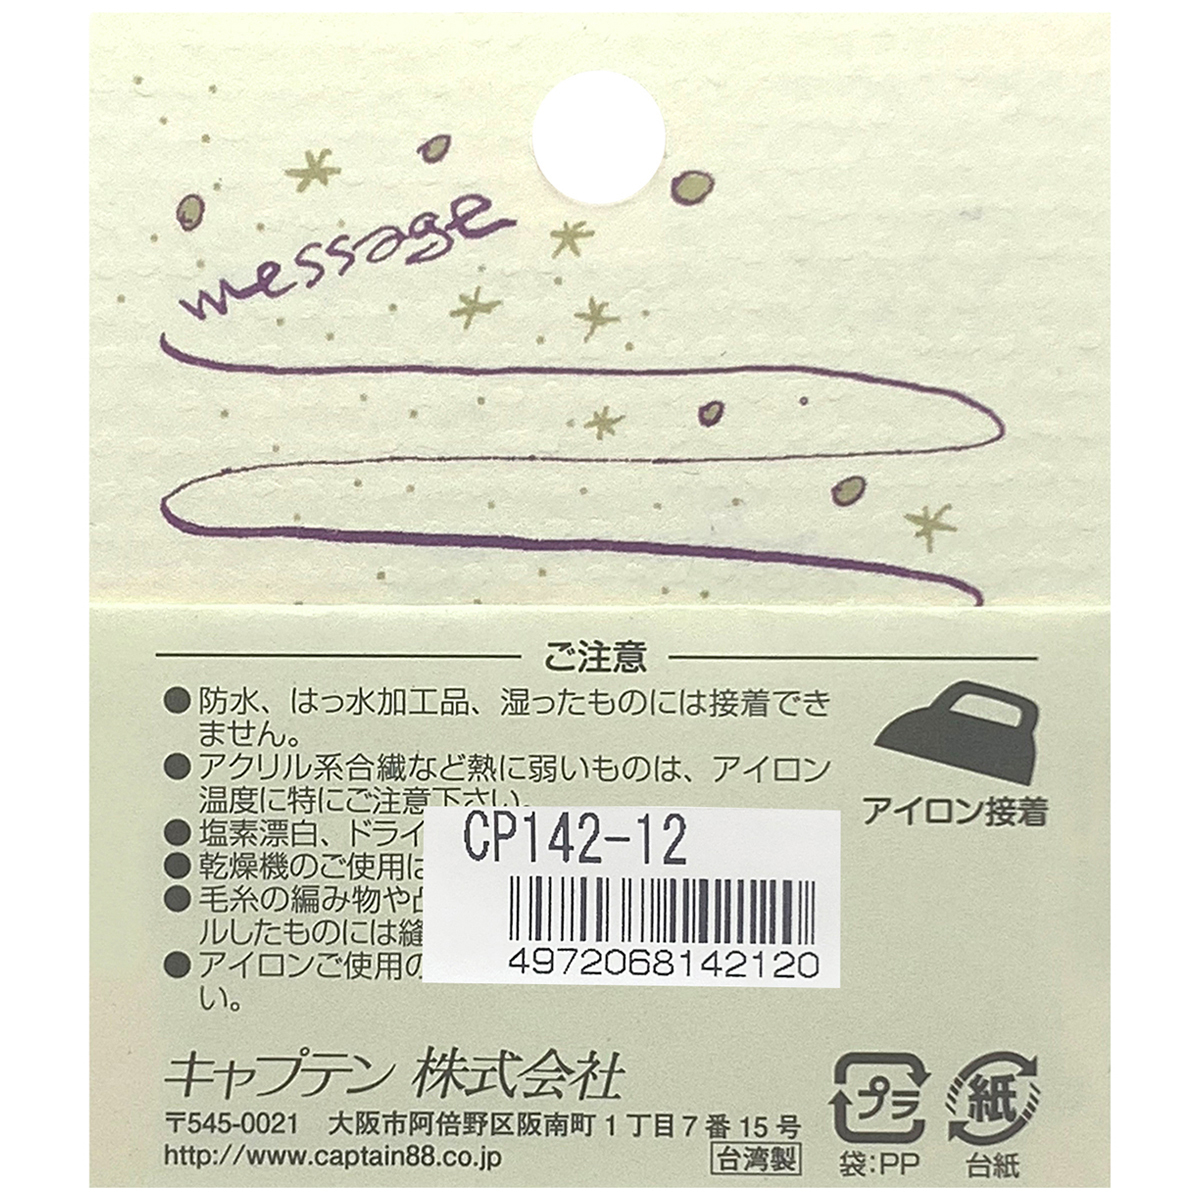 message
ご注意
●防水、はっ水加工品、湿ったものには接着でき
ません。
●アクリル系合繊など熱に弱いものは、アイロン
温度に特にご注意下さい。
●塩素漂白、ドライ
●乾燥機のご使用は
●毛糸の編み物や凸
ルしたものには縫
●アイロンご使用の
い。
アイロン接着
CP142-12
4972068142120
キャプテン 株式会社
〒545-0021 大阪市阿倍野区阪南町1丁目7番15号
http://www.captain88.co.jp
台湾製
プラ
袋:PP
紙
台紙